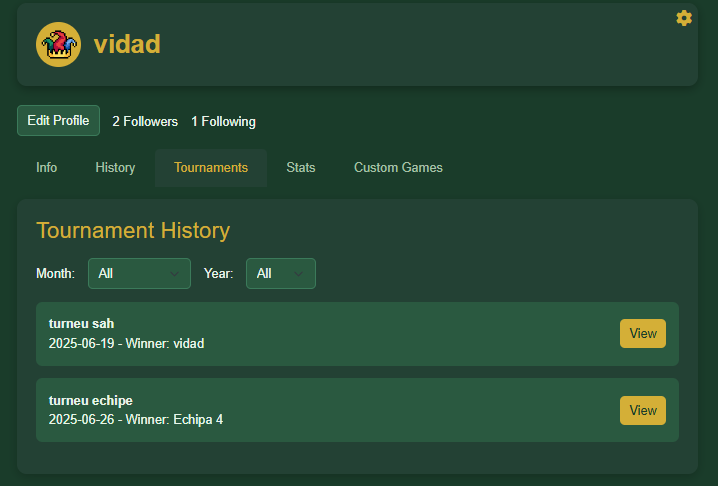 vidad
Edit Profile 2 Followers 1 Following
Info History Tournaments Stats Custom Games
Tournament History
Month: All Year: All
turneu sah
2025-06-19 - Winner: vidad
View
turneu echipe
2025-06-26 - Winner: Echipa 4
View